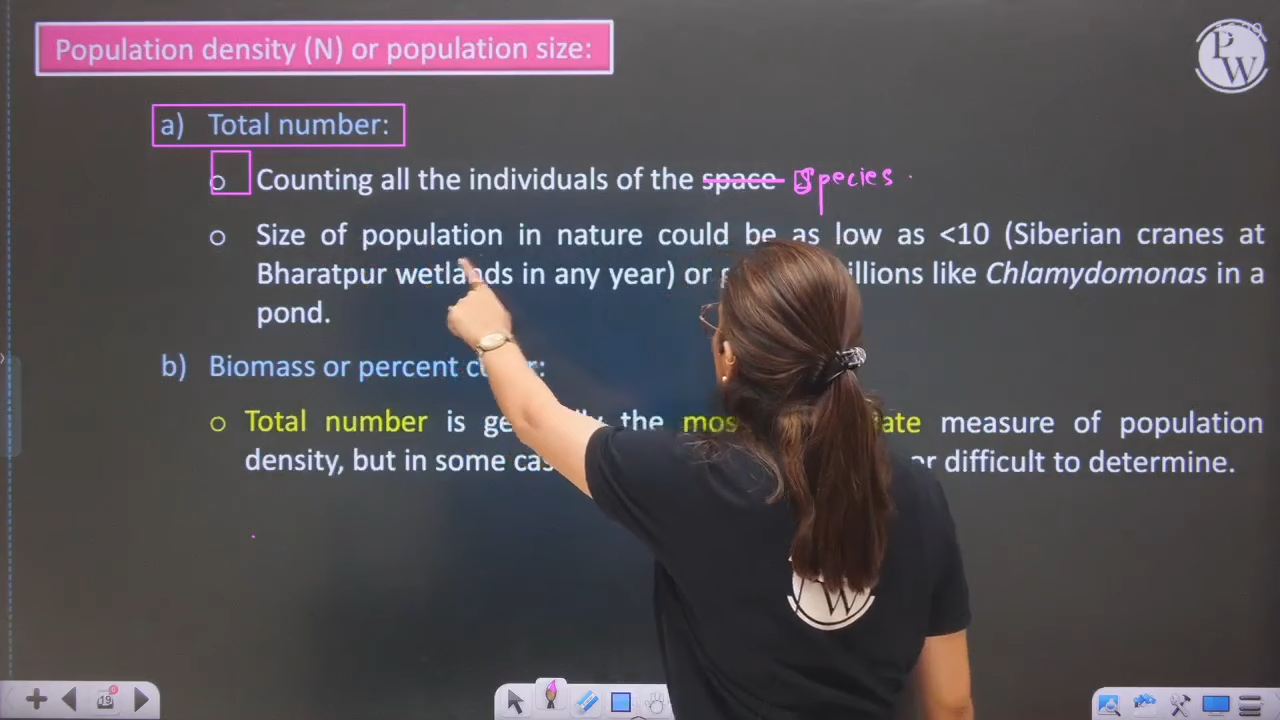 Population density (N) or population size:
PW
a) Total number:
Counting all the individuals of the space species
Size of population in nature could be as low as <10 (Siberian cranes at
Bharatpur wetlands in any year) or illions like Chlamydomonas in a
pond.
b) Biomass or percent
Total number is the mos ate measure of population
density, but in some cas or difficult to determine.
W
19